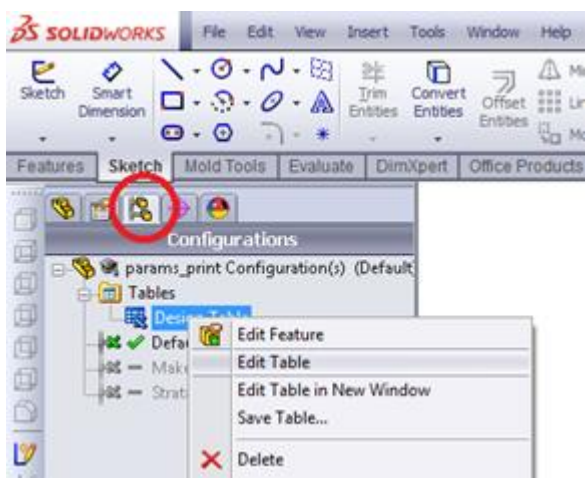 SOLIDWORKS File Edit View Insert Tools Window Help
Sketch Smart Dimension Trim Entities Convert Entities Offset Entities
Features Sketch Mold Tools Evaluate DimXpert Office Products
Configurations
params_print Configuration(s) (Default
Tables
Design Table
Edit Feature
Edit Table
Edit Table in New Window
Save Table...
Delete